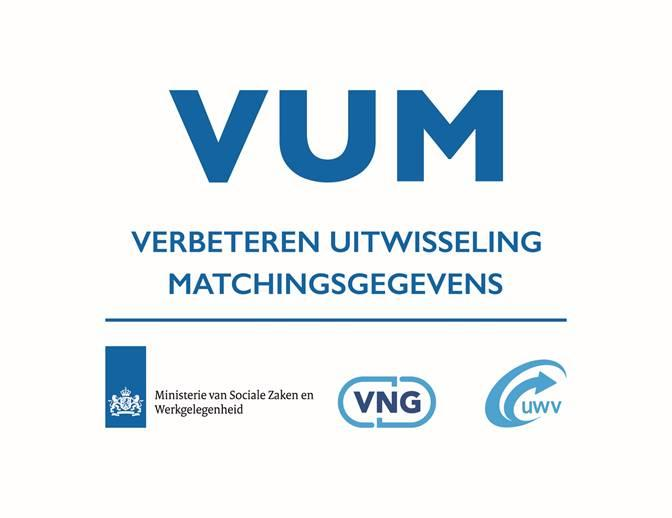 VUM
VERBETEREN UITWISSELING
MATCHINGSGEGEVENS
Ministerie van Sociale Zaken en
Werkgelegenheid
VNG
uwv